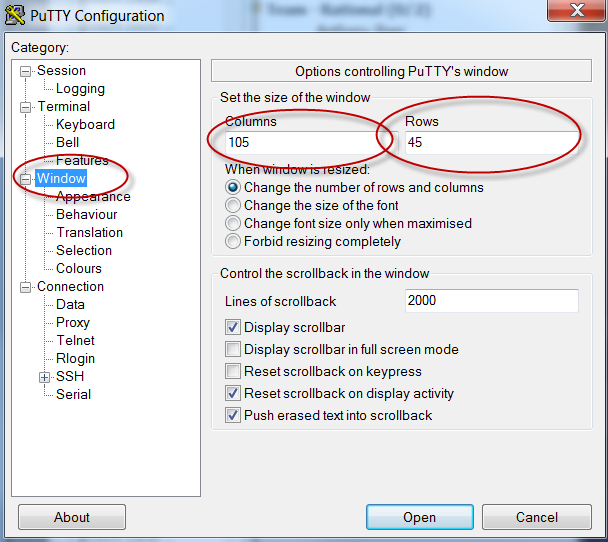 PuTTY Configuration
Category:
Session
Logging
Terminal
Keyboard
Bell
Features
Window
Appearance
Behaviour
Translation
Selection
Colours
Connection
Data
Proxy
Telnet
Rlogin
SSH
Serial
Options controlling PuTTY's window
Set the size of the window
Columns Rows
105 45
When window is resized:
Change the number of rows and columns
Change the size of the font
Change font size only when maximised
Forbid resizing completely
Control the scrollback in the window
Lines of scrollback 2000
Display scrollbar
Display scrollbar in full screen mode
Reset scrollback on keypress
Reset scrollback on display activity
Push erased text into scrollback
About Open Cancel